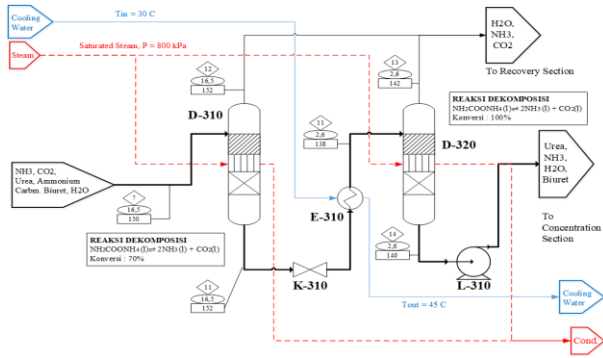 Cooling
Water
Tin = 30 C
Steam
Saturated Steam, P = 800 kPa
H2O,
NH3,
CO2
To Recovery Section
12
16,5
152
13
2,6
142
D-310
11
2,6
138
REAKSI DEKOMPOSISI
NH2COONH4(l)⇌ 2NH3 (l) + CO2(l)
Konversi : 100%
D-320
Urea,
NH3,
H2O,
Biuret
NH3, CO2,
Urea, Ammonium
Carbm. Biuret, H2O
7
16,5
150
E-310
To
Concentration
Section
REAKSI DEKOMPOSISI
NH2COONH4(l)⇌ 2NH3 (l) + CO2(l)
Konversi : 70%
14
2,6
140
K-310
L-310
11
16,5
152
Tout = 45 C
Cooling
Water
Cond.